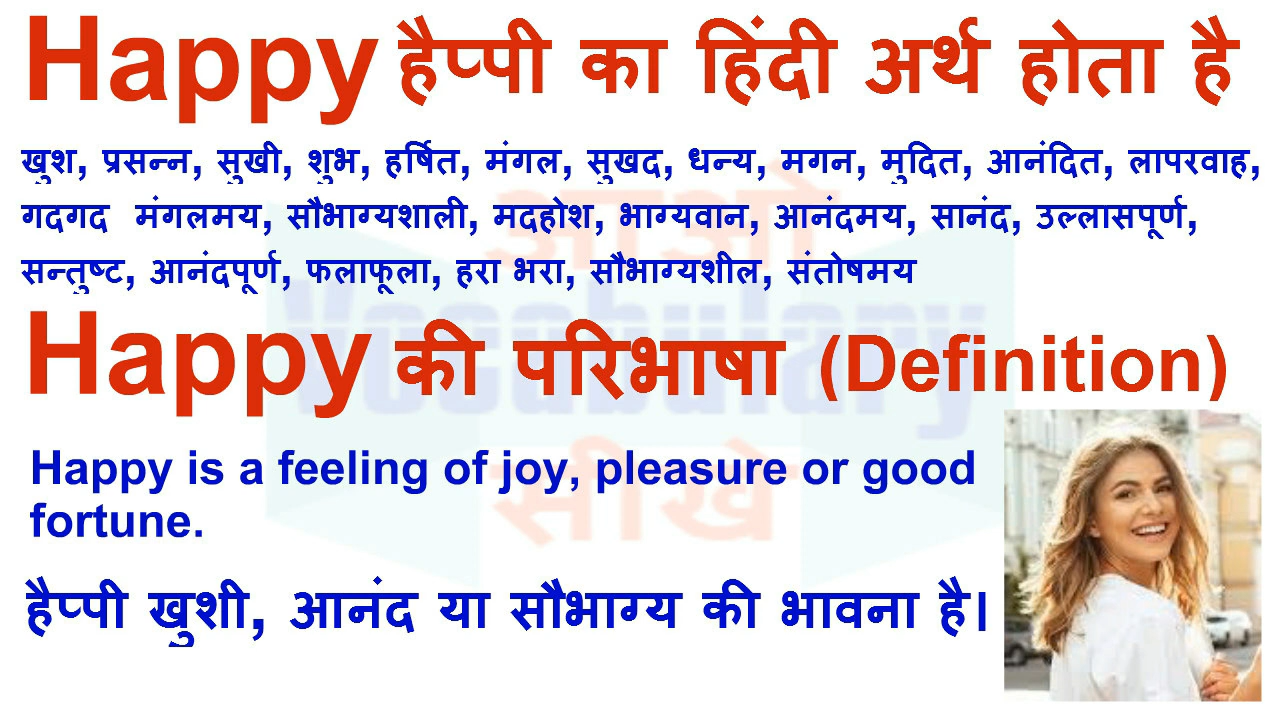 Happy हैप्पी का हिंदी अर्थ होता है
खुश, प्रसन्न, सुखी, शुभ, हर्षित, मंगल, सुखद, धन्य, मगन, मुदित, आनंदित, लापरवाह,
गदगद मंगलमय, सौभाग्यशाली, मदहोश, भाग्यवान, आनंदमय, सानंद, उल्लासपूर्ण,
सन्तुष्ट, आनंदपूर्ण, फलाफूला, हरा भरा, सौभाग्यशील, संतोषमय
Happy की परिभाषा (Definition)
Happy is a feeling of joy, pleasure or good
fortune.
हैप्पी खुशी, आनंद या सौभाग्य की भावना है।
आओ
Vocabulary
सीखें